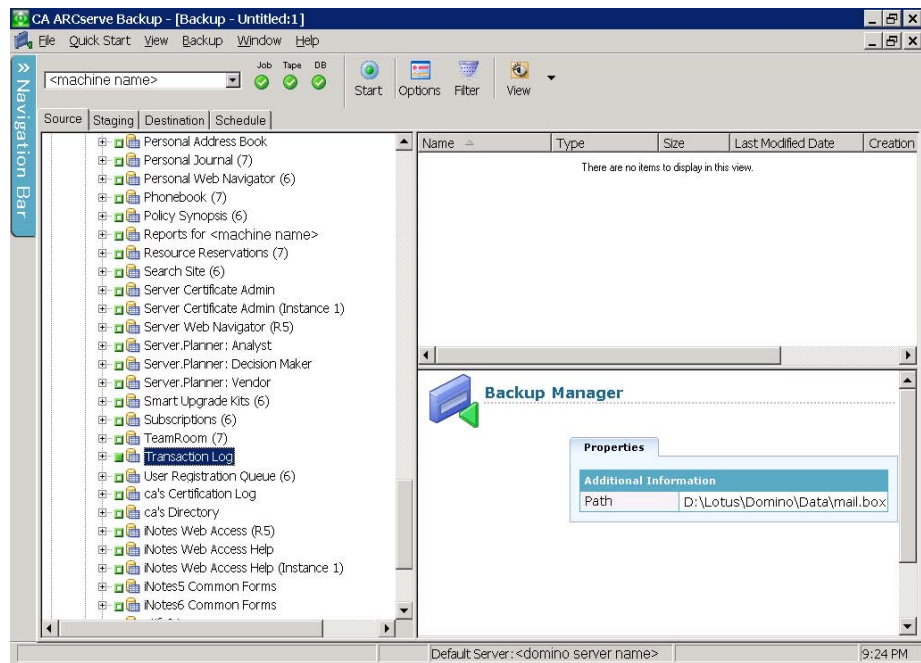 CA ARCserve Backup - [Backup - Untitled:1]
File Quick Start View Backup Window Help
Navigation Bar
<machine name>
Job Tape DB
Start Options Filter View
Source Staging Destination Schedule
Personal Address Book
Personal Journal (7)
Personal Web Navigator (6)
Phonebook (7)
Policy Synopsis (6)
Reports for <machine name>
Resource Reservations (7)
Search Site (6)
Server Certificate Admin
Server Certificate Admin (Instance 1)
Server Web Navigator (R5)
Server.Planner: Analyst
Server.Planner: Decision Maker
Server.Planner: Vendor
Smart Upgrade Kits (6)
Subscriptions (6)
TeamRoom (7)
Transaction Log
User Registration Queue (6)
ca's Certification Log
ca's Directory
iNotes Web Access (R5)
iNotes Web Access Help
iNotes Web Access Help (Instance 1)
iNotes5 Common Forms
iNotes6 Common Forms
Name Type Size Last Modified Date Creation
There are no items to display in this view.
Backup Manager
Properties
Additional Information
Path D:\Lotus\Domino\Data\mail.box
Default Server: <domino server name> 9:24 PM